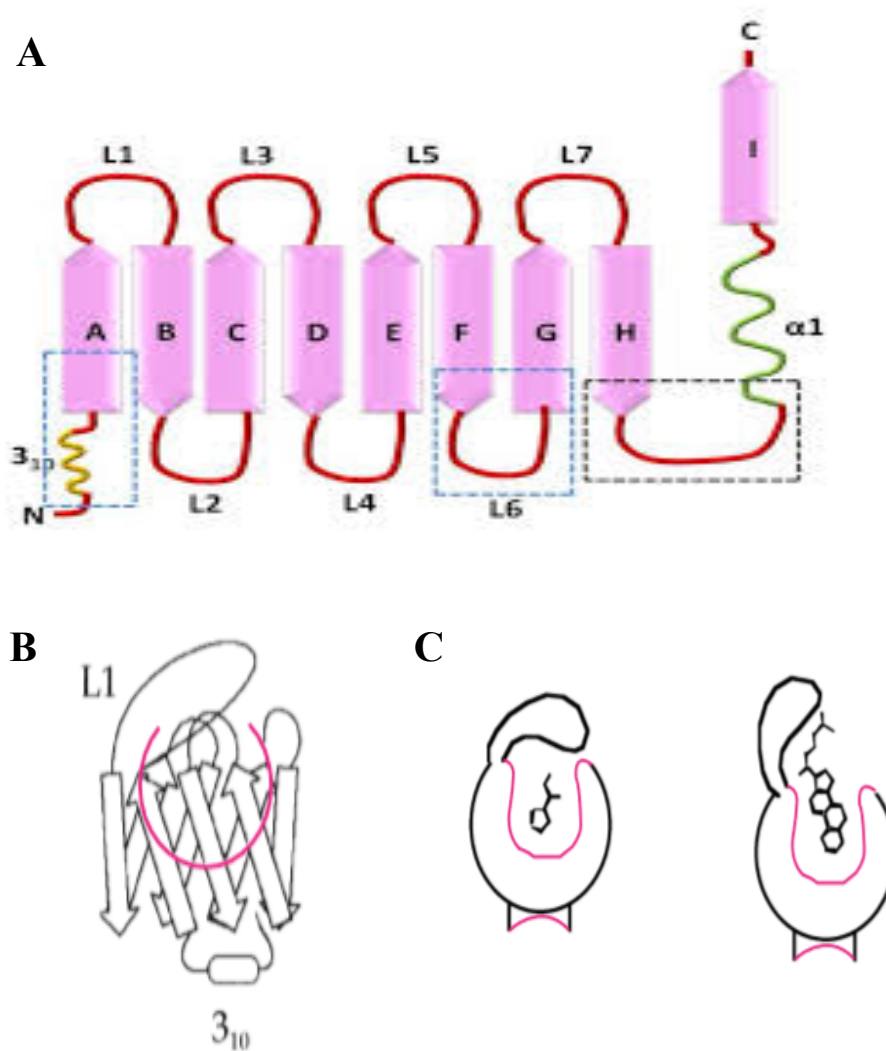 A
C
I
L1 L3 L5 L7
A B C D E F G H
α1
3₁₀
N
L2 L4 L6
B
L1
3₁₀
C